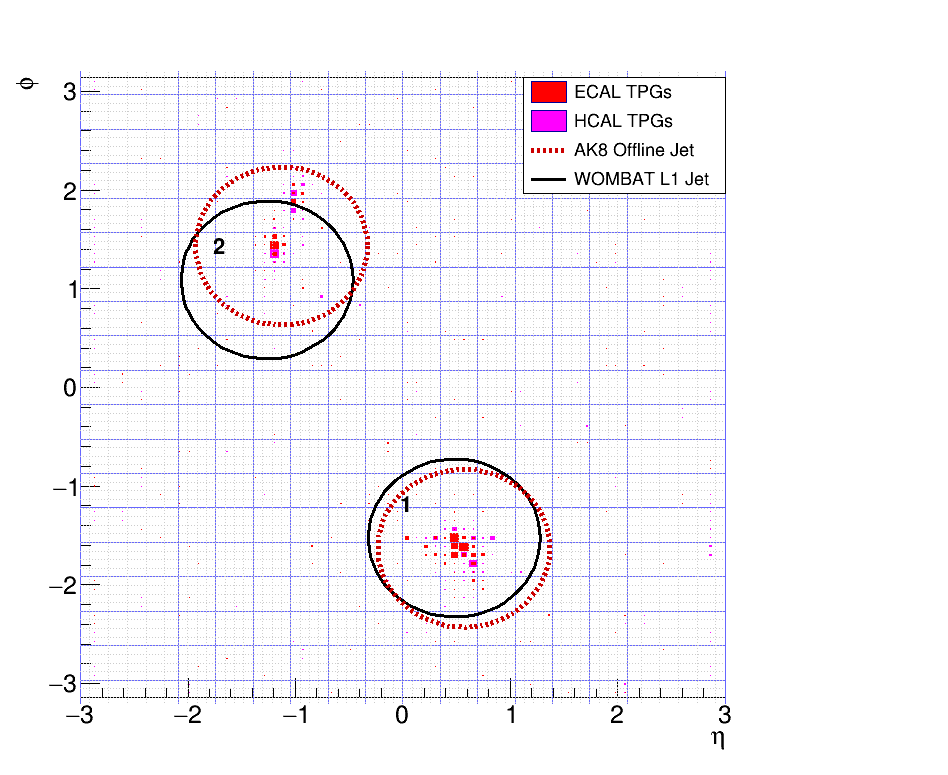 φ
3
ECAL TPGs
HCAL TPGs
AK8 Offline Jet
WOMBAT L1 Jet
2
2
1
0
−1
1
−2
−3
−3 −2 −1 0 1 2 3
η